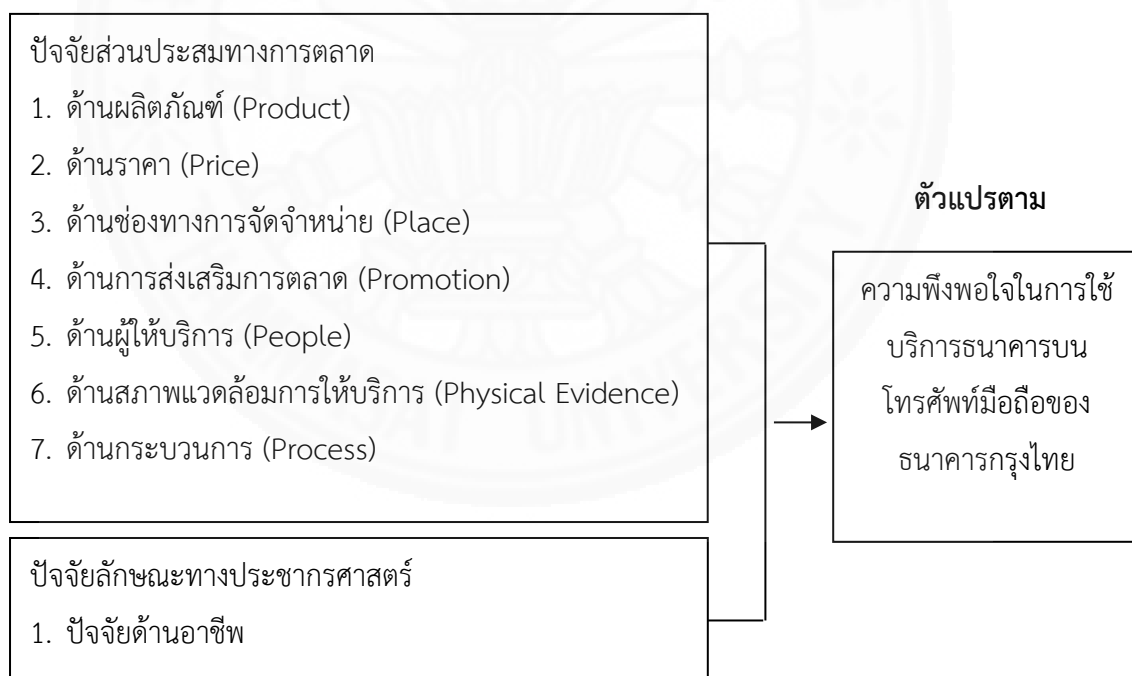 ปัจจัยส่วนประสมทางการตลาด
1. ด้านผลิตภัณฑ์ (Product)
2. ด้านราคา (Price)
3. ด้านช่องทางการจัดจำหน่าย (Place)
4. ด้านการส่งเสริมการตลาด (Promotion)
5. ด้านผู้ให้บริการ (People)
6. ด้านสภาพแวดล้อมการให้บริการ (Physical Evidence)
7. ด้านกระบวนการ (Process)
ปัจจัยลักษณะทางประชากรศาสตร์
1. ปัจจัยด้านอาชีพ
ตัวแปรตาม
ความพึงพอใจในการใช้
บริการธนาคารบน
โทรศัพท์มือถือของ
ธนาคารกรุงไทย